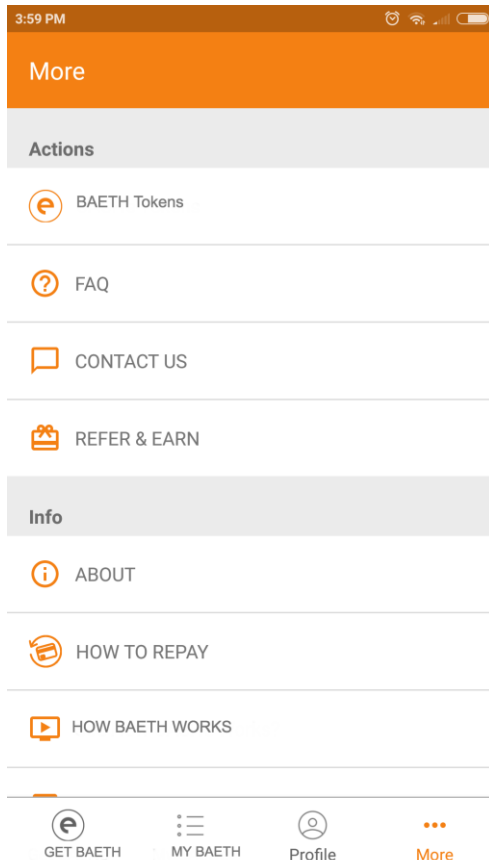 3:59 PM
More
Actions
BAETH Tokens
FAQ
CONTACT US
REFER & EARN
Info
ABOUT
HOW TO REPAY
HOW BAETH WORKS
GET BAETH MY BAETH Profile More